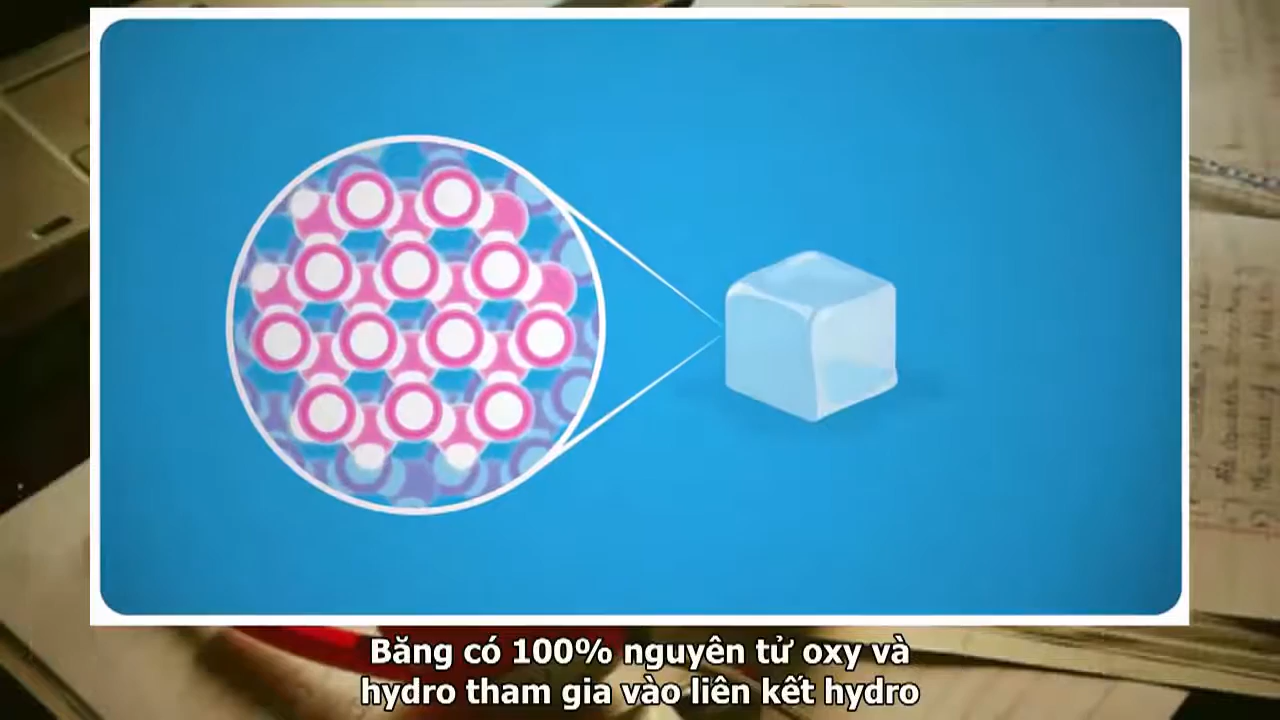 Băng có 100% nguyên tử oxy và
hydro tham gia vào liên kết hydro